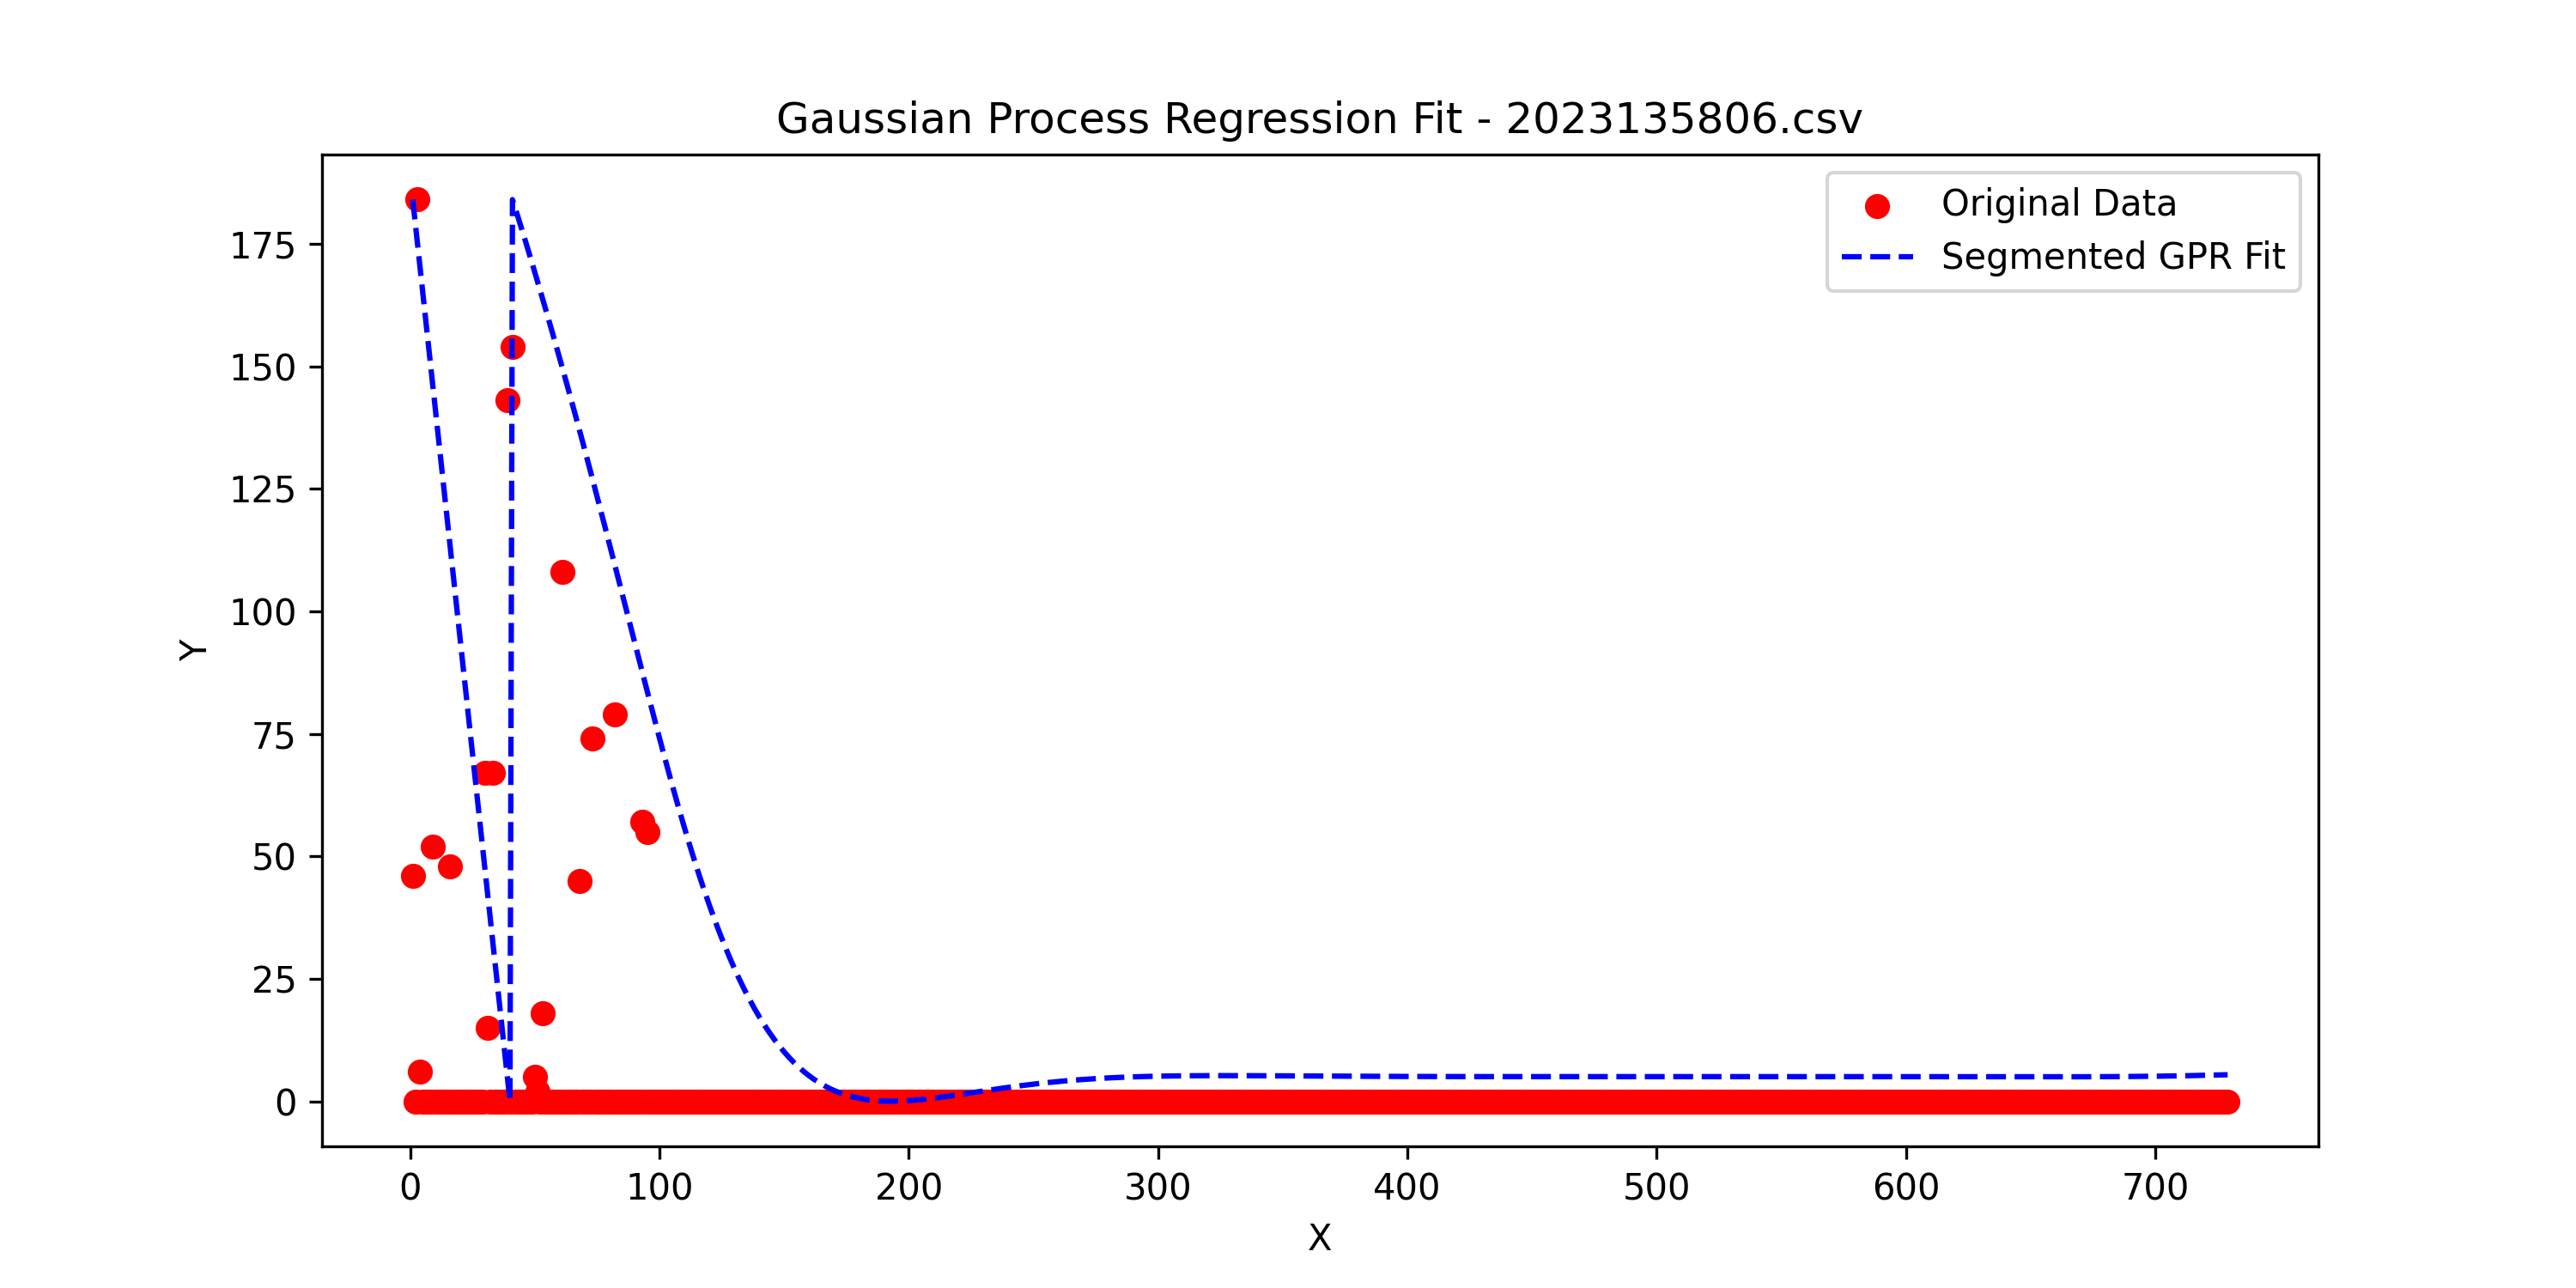 Gaussian Process Regression Fit - 2023135806.csv
Original Data
Segmented GPR Fit
175
150
125
100
75
50
25
0
Y
0 100 200 300 400 500 600 700
X